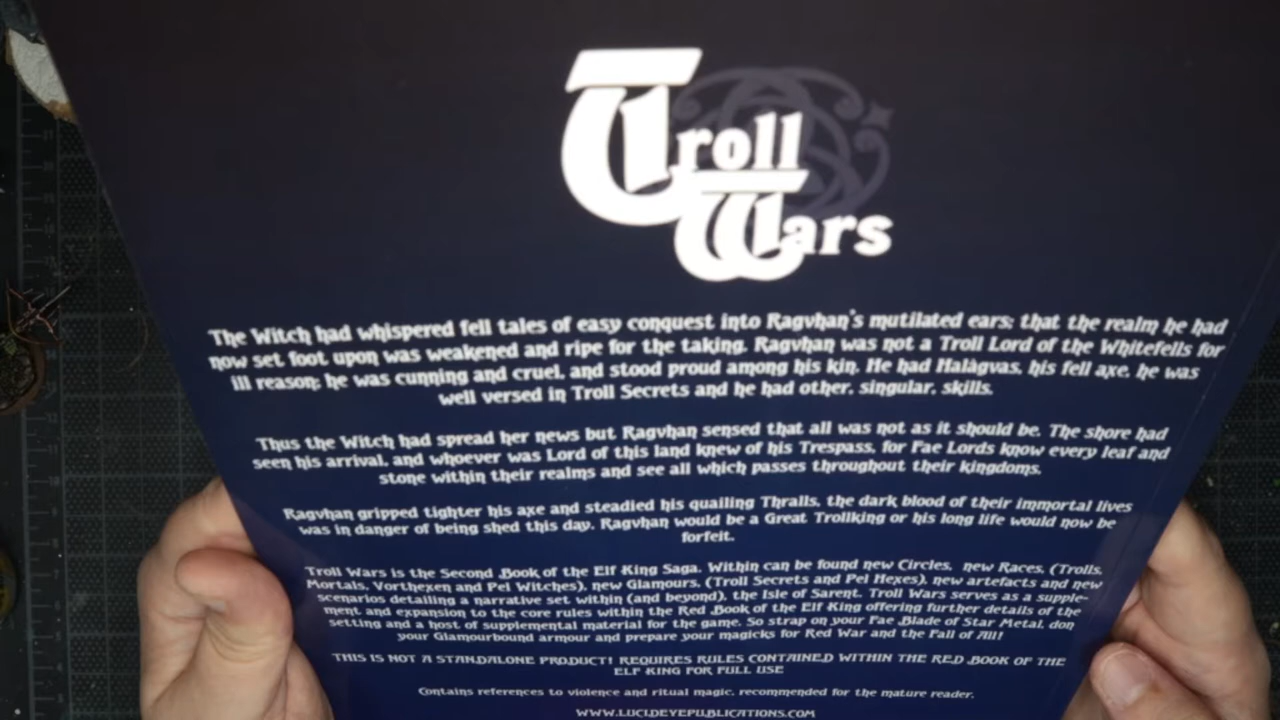 Troll
Wars
The Witch had whispered fell tales of easy conquest into Ragvhan's mutilated ears; that the realm he had
now set foot upon was weakened and ripe for the taking. Ragvhan was not a Troll Lord of the Whitefells for
ill reason; he was cunning and cruel, and stood proud among his kin. He had Halàgvas, his fell axe, he was
well versed in Troll Secrets and he had other, singular, skills.
Thus the Witch had spread her news but Ragvhan sensed that all was not as it should be. The shore had
seen his arrival, and whoever was Lord of this land knew of his Trespass, for Fae Lords know every leaf and
stone within their realms and see all which passes throughout their kingdoms.
Ragvhan gripped tighter his axe and steadied his quailing Thralls, the dark blood of their immortal lives
was in danger of being shed this day. Ragvhan would be a Great Trollking or his long life would now be
forfeit.
Troll Wars is the Second Book of the Elf King Saga. Within can be found new Circles, new Races, (Trolls,
Mortals, Vorthexen and Pel Witches), new Glamours, (Troll Secrets and Pel Hexes), new artefacts and new
scenarios detailing a narrative set within (and beyond), the Isle of Sarent. Troll Wars serves as a supple-
ment and expansion to the core rules within the Red Book of the Elf King offering further details of the
setting and a host of supplemental material for the game. So strap on your Fae Blade of Star Metal, don
your Glamourbound armour and prepare your magicks for Red War and the Fall of All!
THIS IS NOT A STANDALONE PRODUCT! REQUIRES RULES CONTAINED WITHIN THE RED BOOK OF THE
ELF KING FOR FULL USE
Contains references to violence and ritual magic, recommended for the mature reader.
WWW.LUCIDEYEPUBLICATIONS.COM